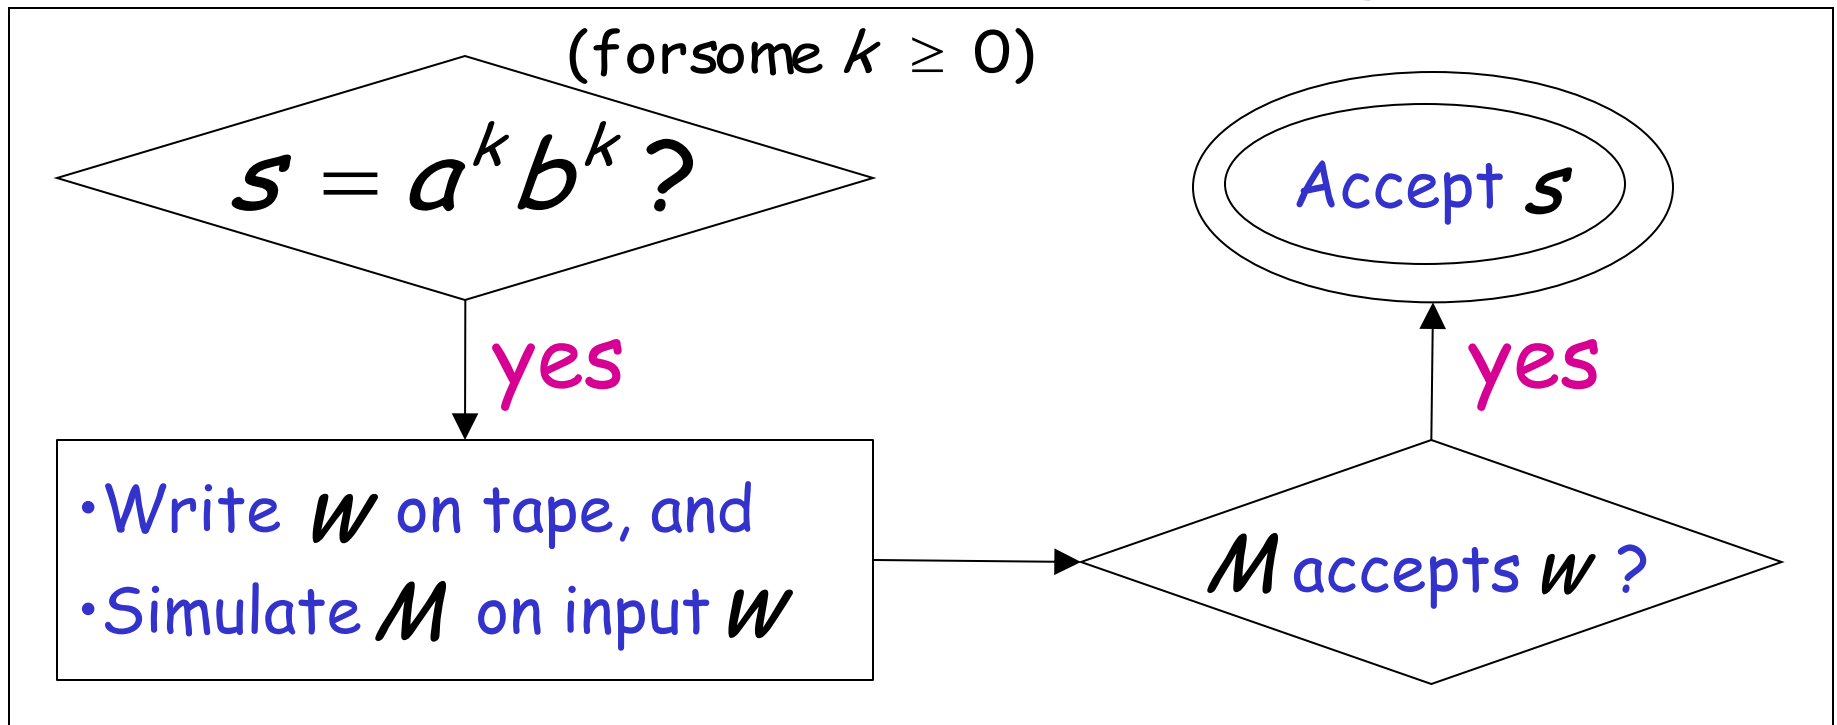 (forsome k ≥ 0)
s = a^k b^k ?
Accept s
yes
yes
•Write w on tape, and
•Simulate M on input w
M accepts w ?